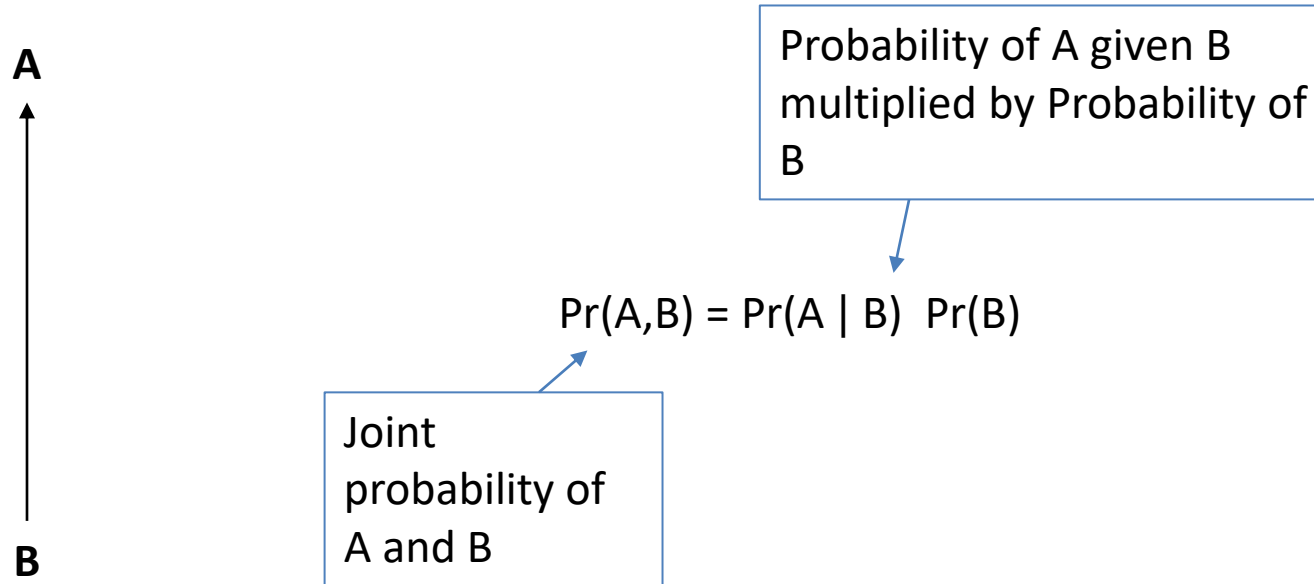 A
Probability of A given B
multiplied by Probability of
B
Pr(A,B) = Pr(A | B) Pr(B)
Joint
probability of
A and B
B